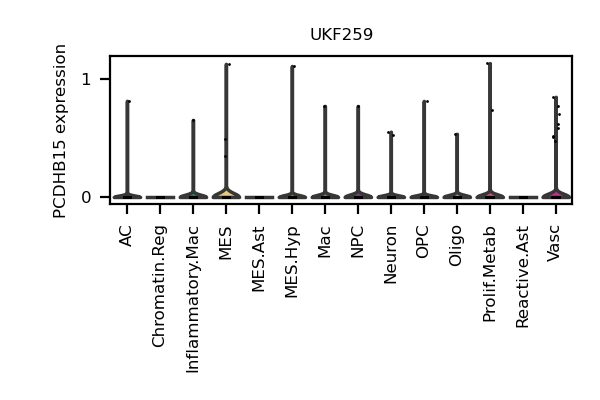 UKF259
PCDHB15 expression
1
0
AC
Chromatin.Reg
Inflammatory.Mac
MES
MES.Ast
MES.Hyp
Mac
NPC
Neuron
OPC
Oligo
Prolif.Metab
Reactive.Ast
Vasc